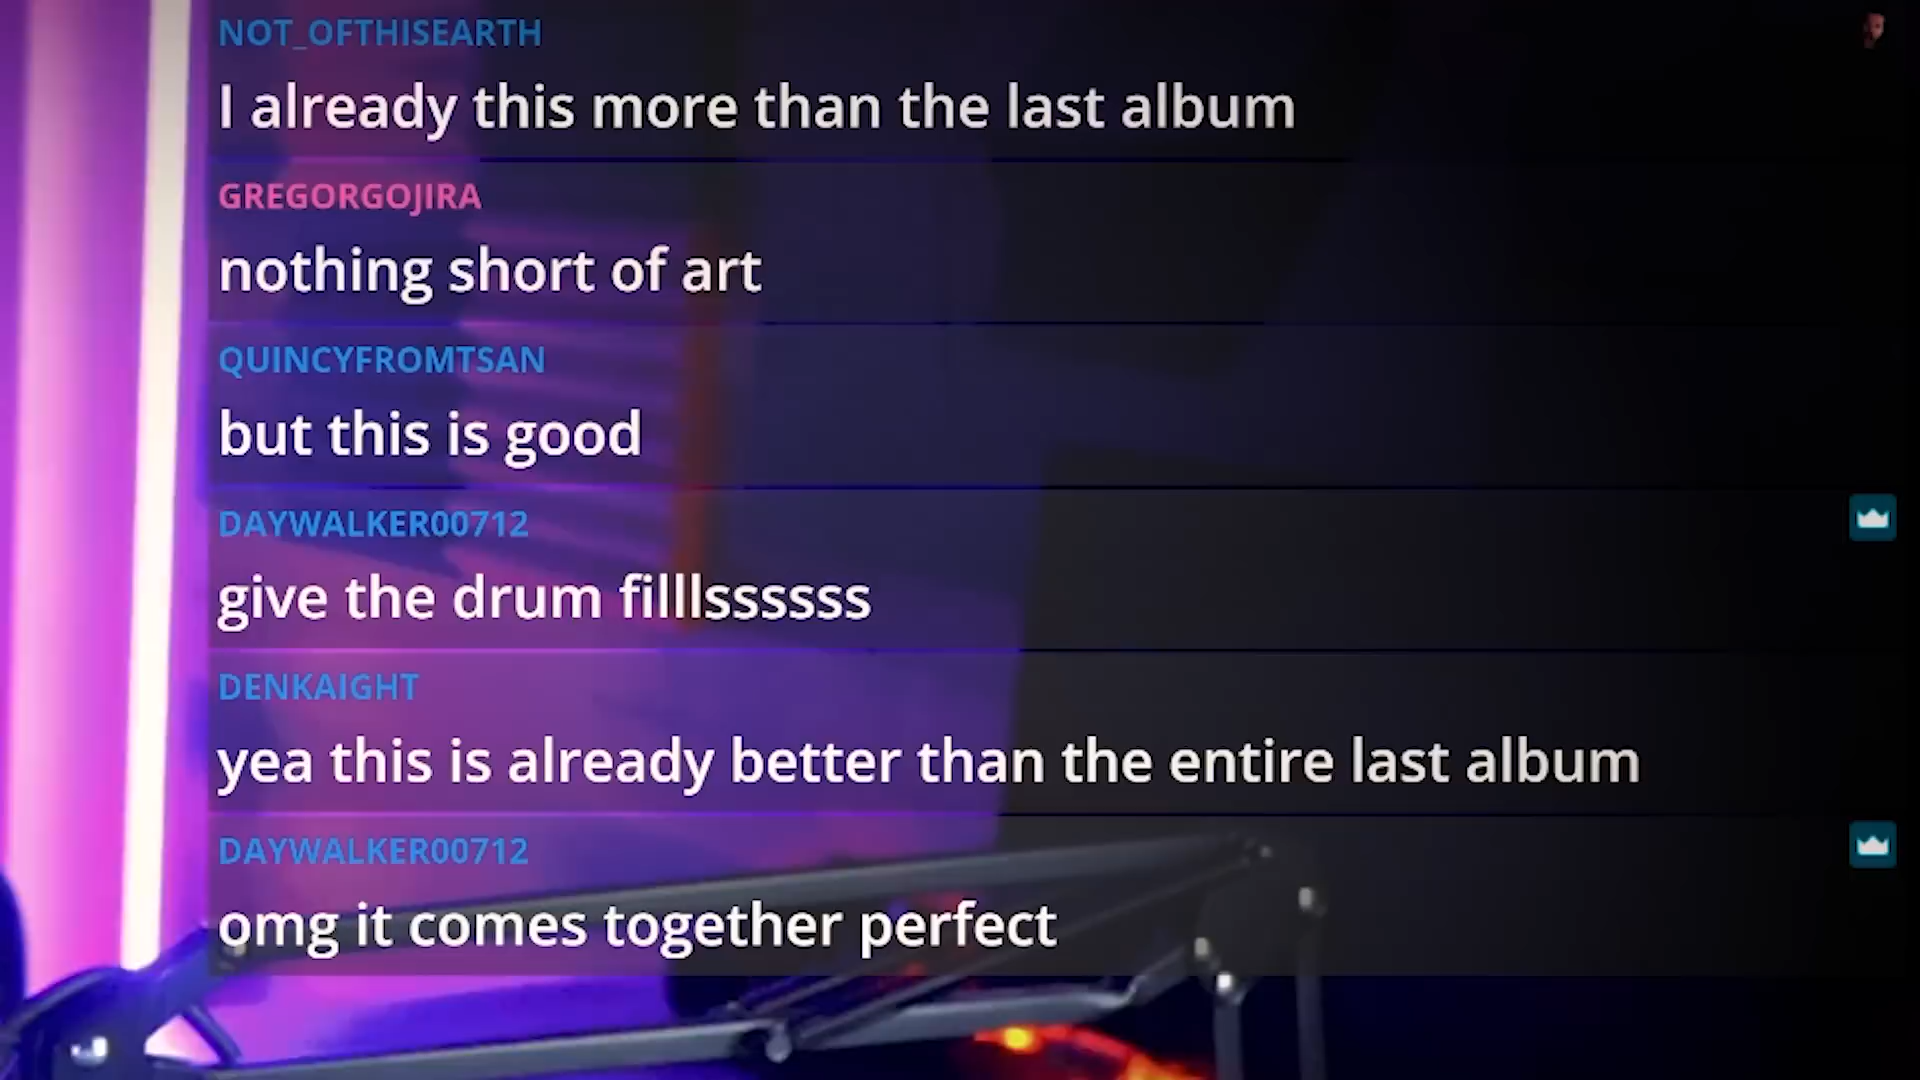 NOT_OFTHISEARTH
I already this more than the last album
GREGORGOJIRA
nothing short of art
QUINCYFROMTSAN
but this is good
DAYWALKER00712
give the drum filllssssss
DENKAIGHT
yea this is already better than the entire last album
DAYWALKER00712
omg it comes together perfect